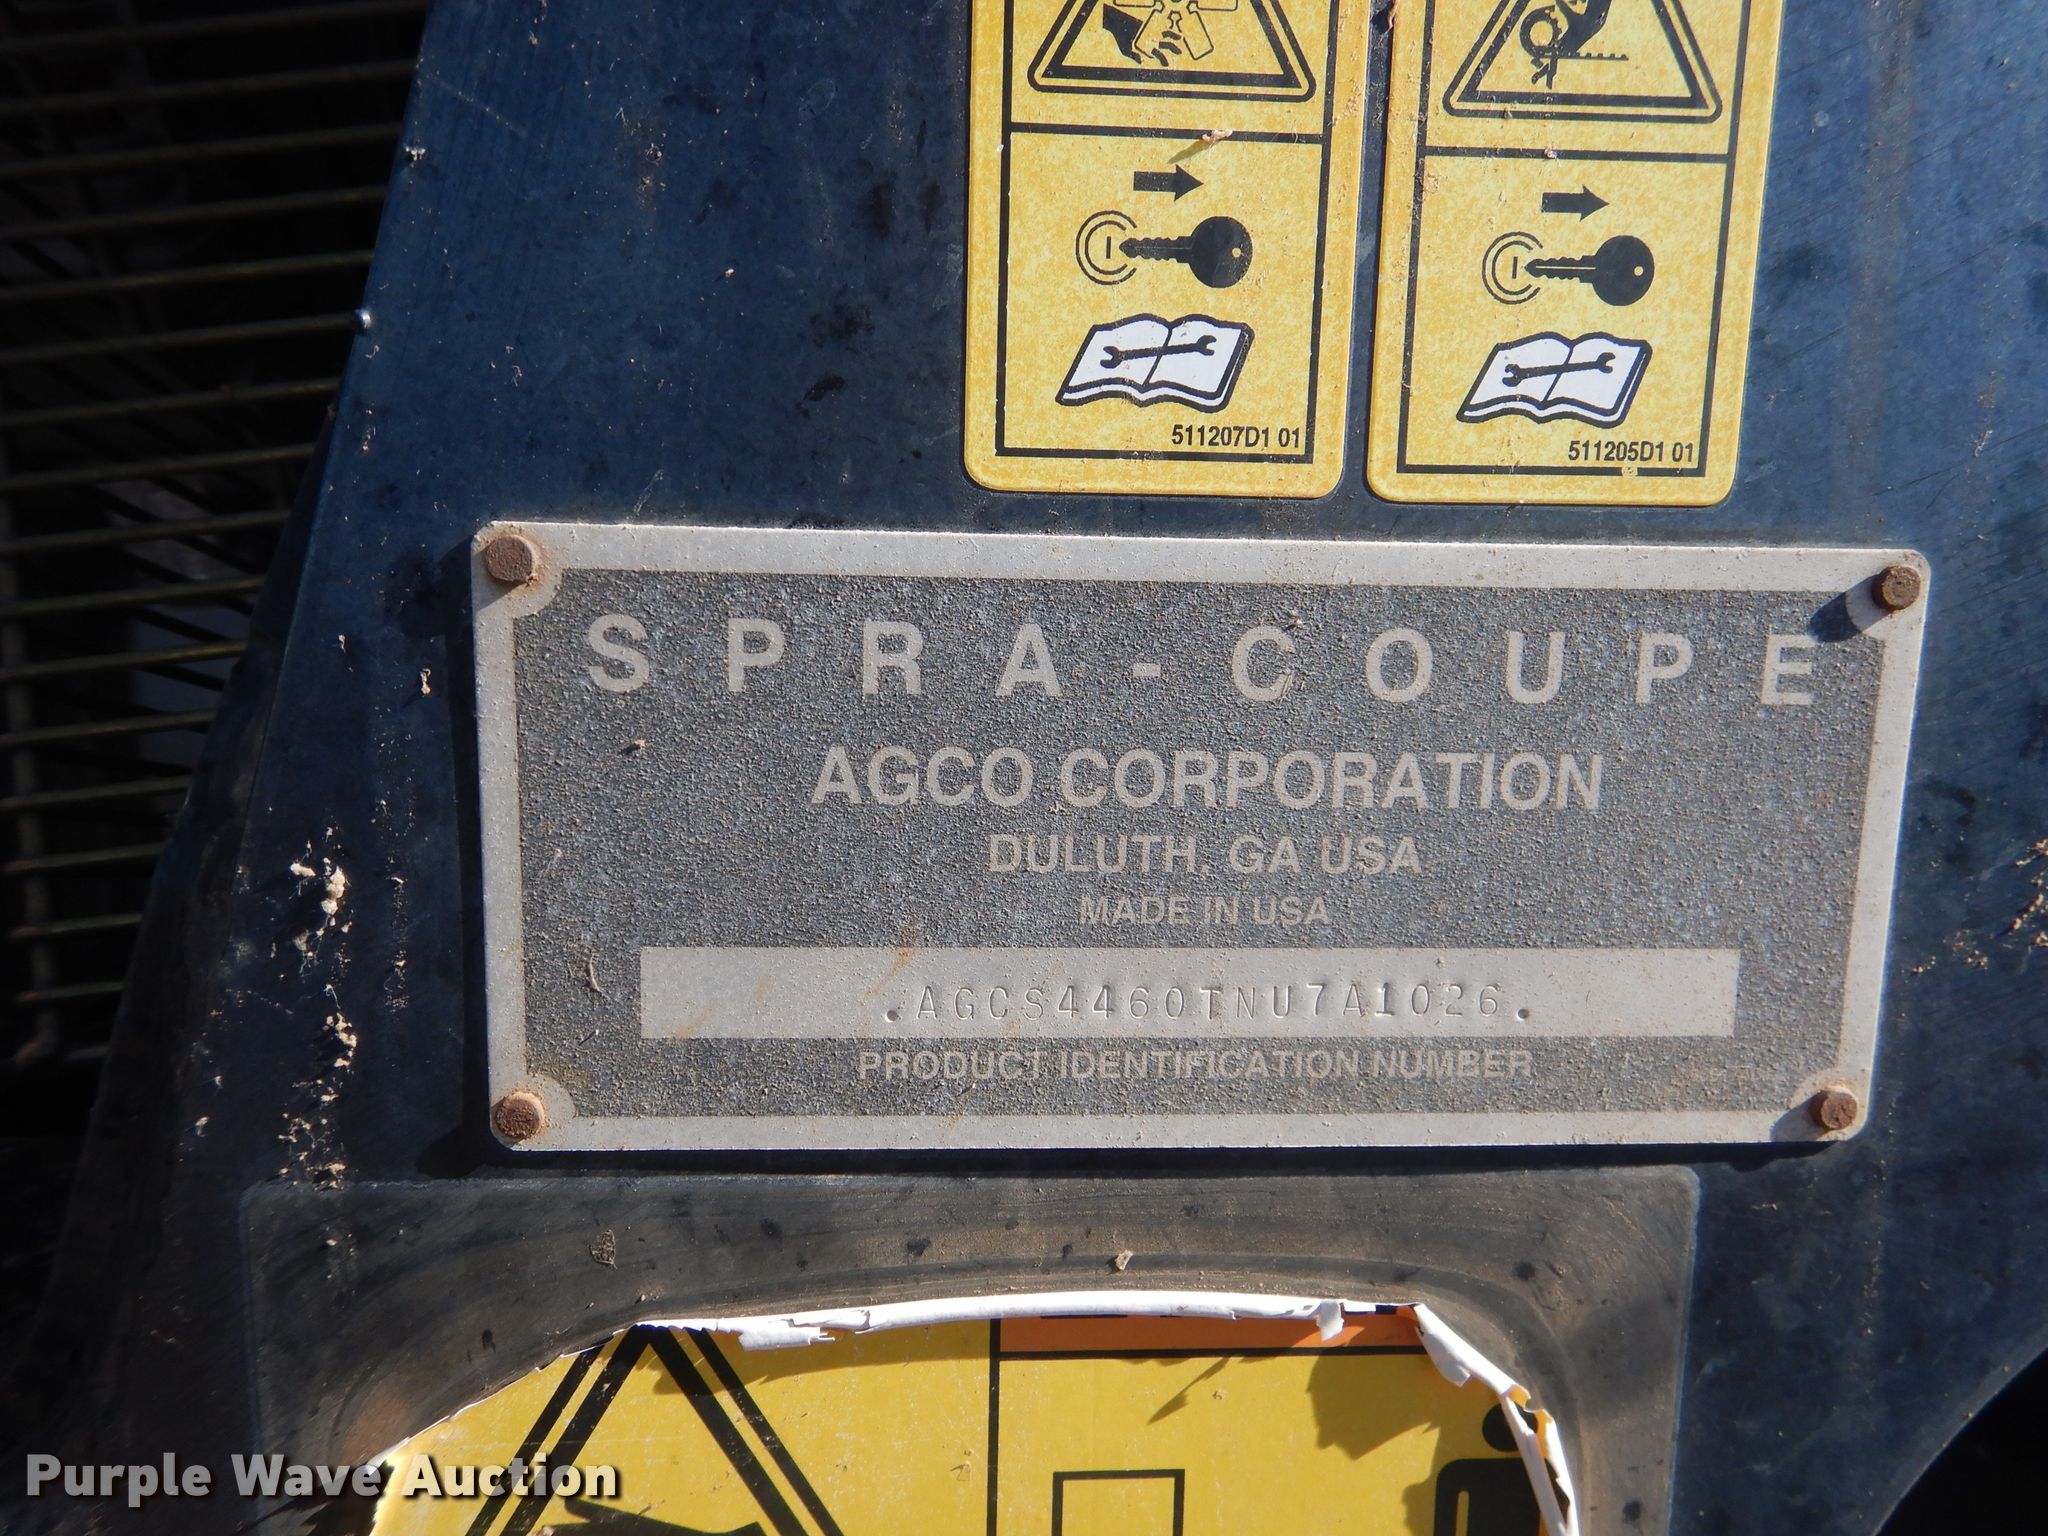 511207D1 01
511205D1 01
SPRA-COUPE
AGCO CORPORATION
DULUTH, GA USA
MADE IN USA
.AGCS4460TNU7A1026.
PRODUCT IDENTIFICATION NUMBER
Purple Wave Auction